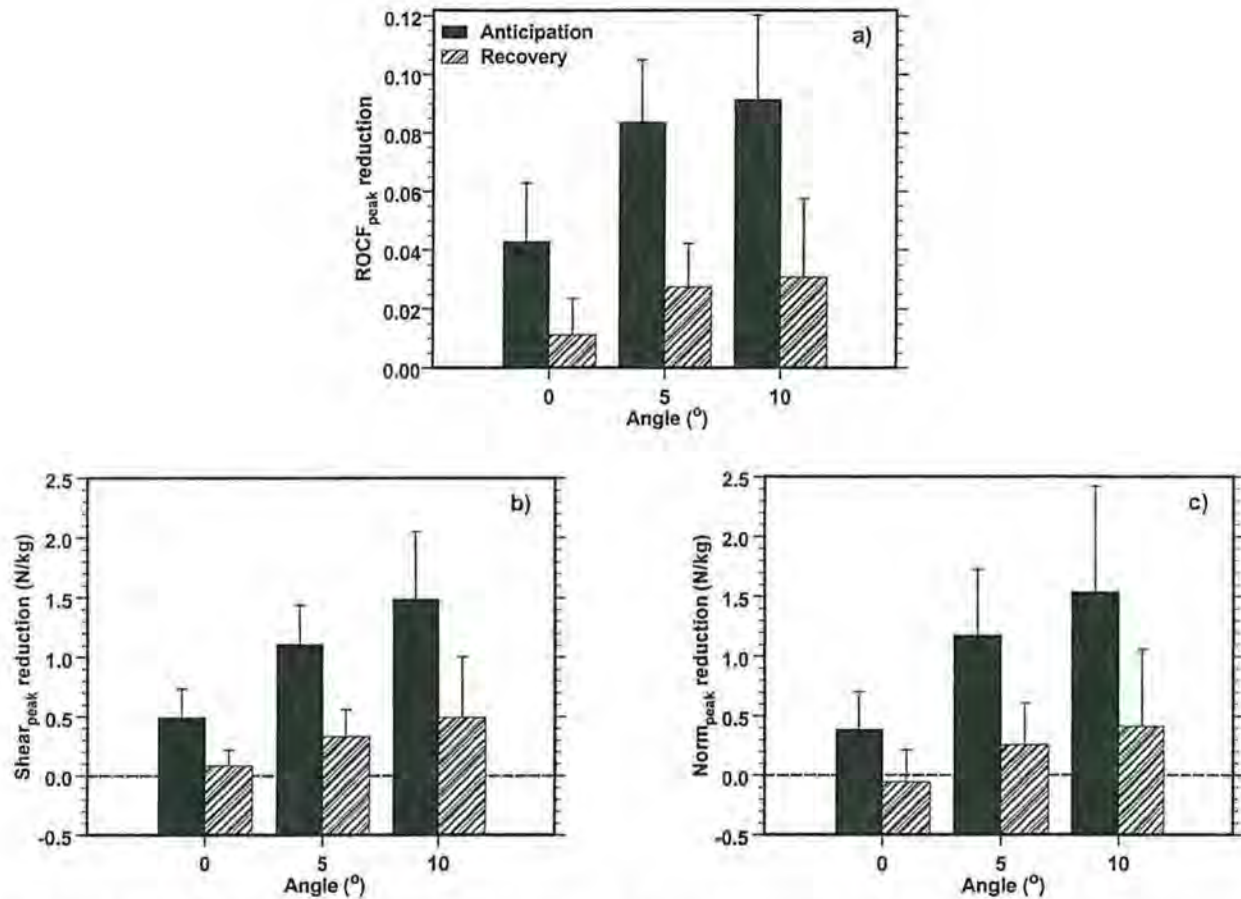 a)
Anticipation
Recovery
ROCFpeak reduction
0.12
0.10
0.08
0.06
0.04
0.02
0.00
0 5 10
Angle (o)
b)
Shearpeak reduction (N/kg)
2.5
2.0
1.5
1.0
0.5
0.0
-0.5
0 5 10
Angle (o)
c)
Normpeak reduction (N/kg)
2.5
2.0
1.5
1.0
0.5
0.0
-0.5
0 5 10
Angle (o)